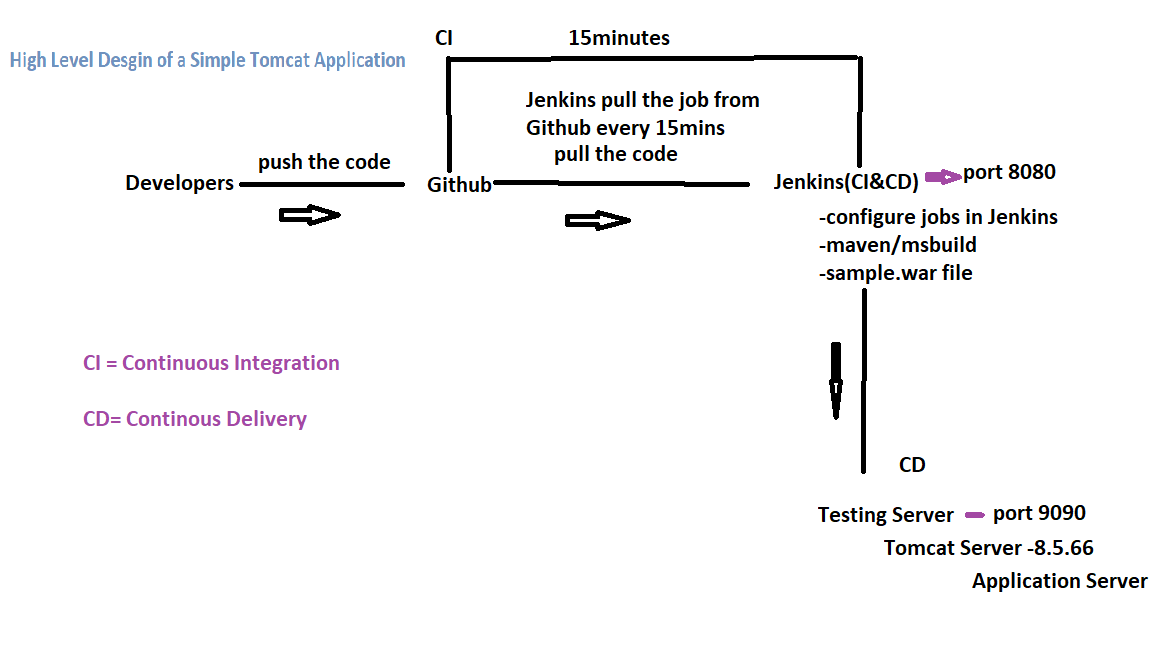 CI
15minutes
High Level Desgin of a Simple Tomcat Application
Jenkins pull the job from
Github every 15mins
pull the code
push the code
Developers
Github
Jenkins(CI&CD)
port 8080
-configure jobs in Jenkins
-maven/msbuild
-sample.war file
CI = Continuous Integration
CD= Continous Delivery
CD
Testing Server
port 9090
Tomcat Server -8.5.66
Application Server